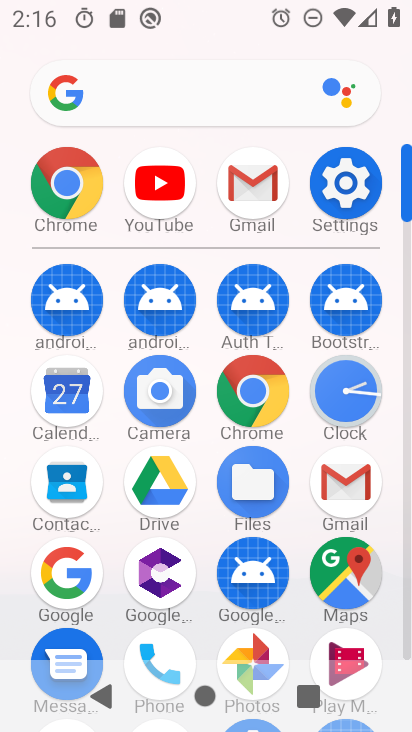 2:16
Chrome YouTube Gmail Settings
androi... androi... Auth T... Bootstr...
27
Calend... Camera Chrome Clock
Contac... Drive Files Gmail
Google Google... Google... Maps
Messa... Phone Photos Play M...